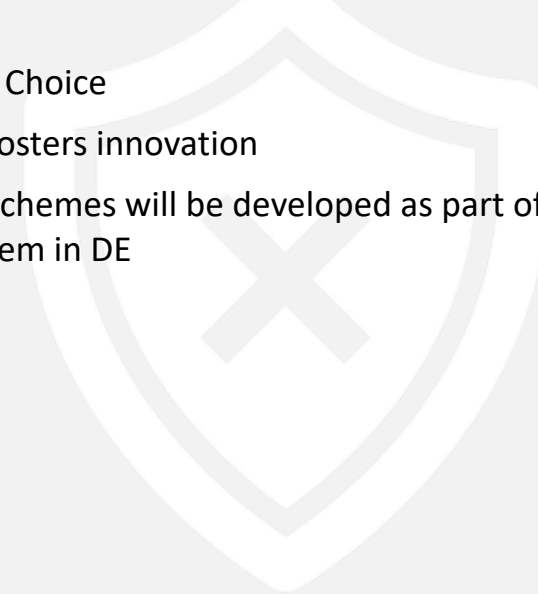 Choice
osters innovation
chemes will be developed as part of
em in DE